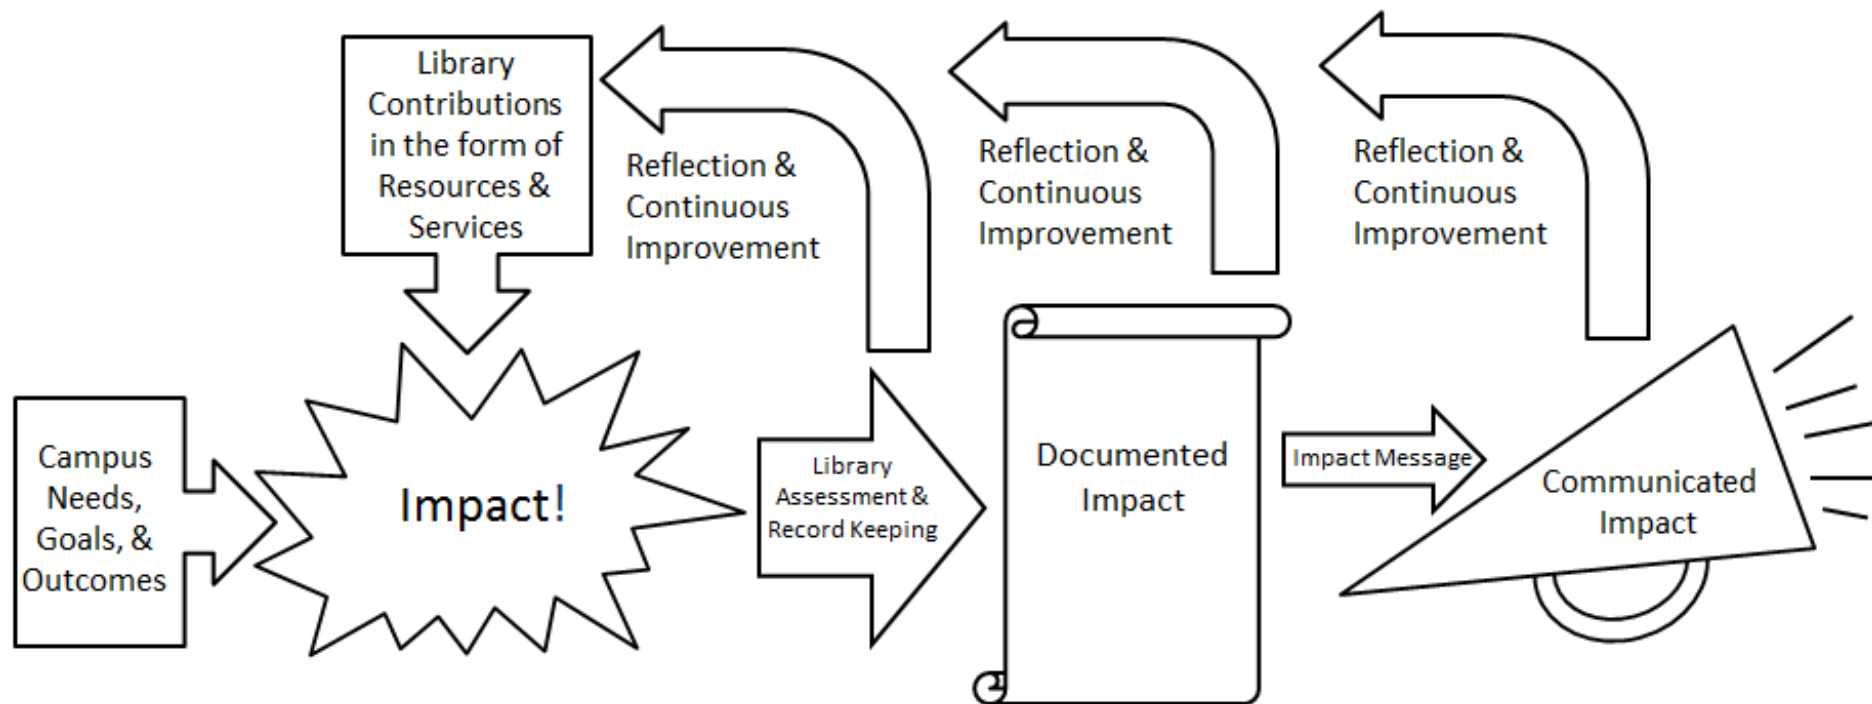 Library
Contributions
in the form of
Resources &
Services
Reflection &
Continuous
Improvement
Reflection &
Continuous
Improvement
Reflection &
Continuous
Improvement
Campus
Needs,
Goals, &
Outcomes
Impact!
Library
Assessment &
Record Keeping
Documented
Impact
Impact Message
Communicated
Impact